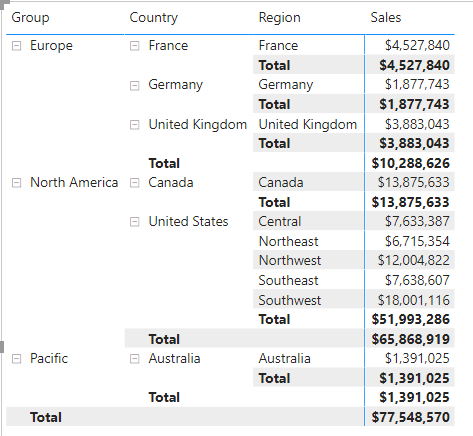 Group Country Region Sales
Europe France France $4,527,840
Total $4,527,840
Germany Germany $1,877,743
Total $1,877,743
United Kingdom United Kingdom $3,883,043
Total $3,883,043
Total $10,288,626
North America Canada Canada $13,875,633
Total $13,875,633
United States Central $7,633,387
Northeast $6,715,354
Northwest $12,004,822
Southeast $7,638,607
Southwest $18,001,116
Total $51,993,286
Total $65,868,919
Pacific Australia Australia $1,391,025
Total $1,391,025
Total $1,391,025
Total $77,548,570